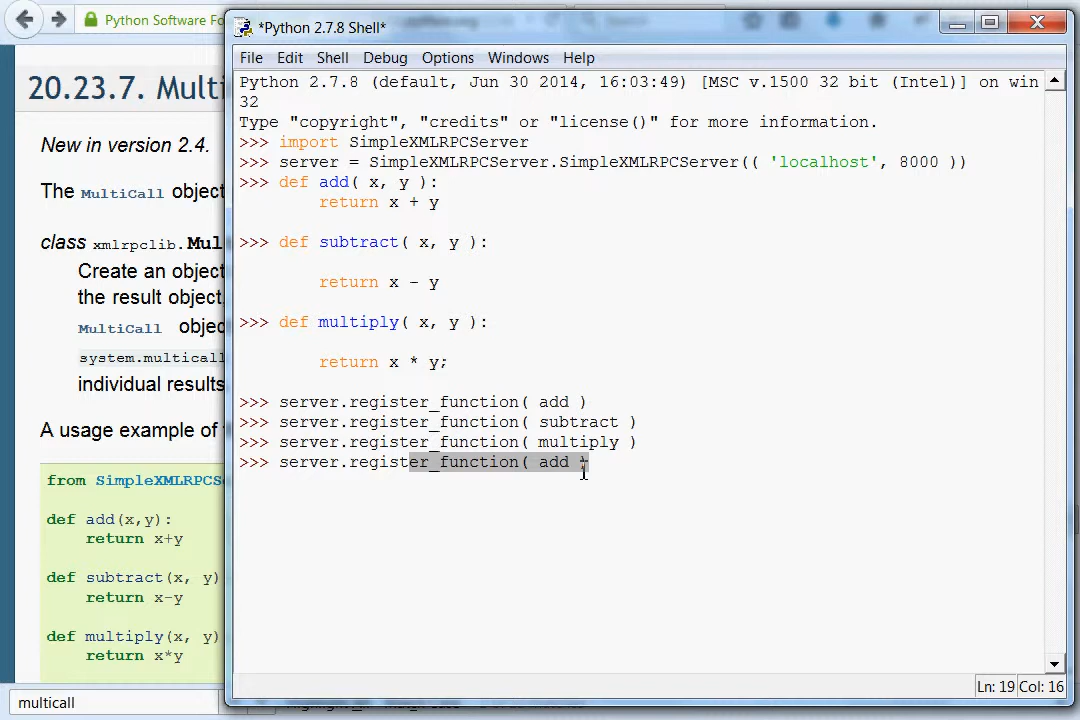 Python Software Fo
*Python 2.7.8 Shell*
File Edit Shell Debug Options Windows Help
Python 2.7.8 (default, Jun 30 2014, 16:03:49) [MSC v.1500 32 bit (Intel)] on win
32
Type "copyright", "credits" or "license()" for more information.
>>> import SimpleXMLRPCServer
>>> server = SimpleXMLRPCServer.SimpleXMLRPCServer(( 'localhost', 8000 ))
>>> def add( x, y ):
return x + y
>>> def subtract( x, y ):
return x - y
>>> def multiply( x, y ):
return x * y;
>>> server.register_function( add )
>>> server.register_function( subtract )
>>> server.register_function( multiply )
>>> server.register_function( add )
Ln: 19 Col: 16
20.23.7. Mult
New in version 2.4.
The MultiCall object
class xmlrpclib.Mul
Create an object
the result object
MultiCall objec
system.multicall
individual results
A usage example of
from SimpleXMLRPCS
def add(x,y):
return x+y
def subtract(x, y)
return x-y
def multiply(x, y)
return x*y
multicall